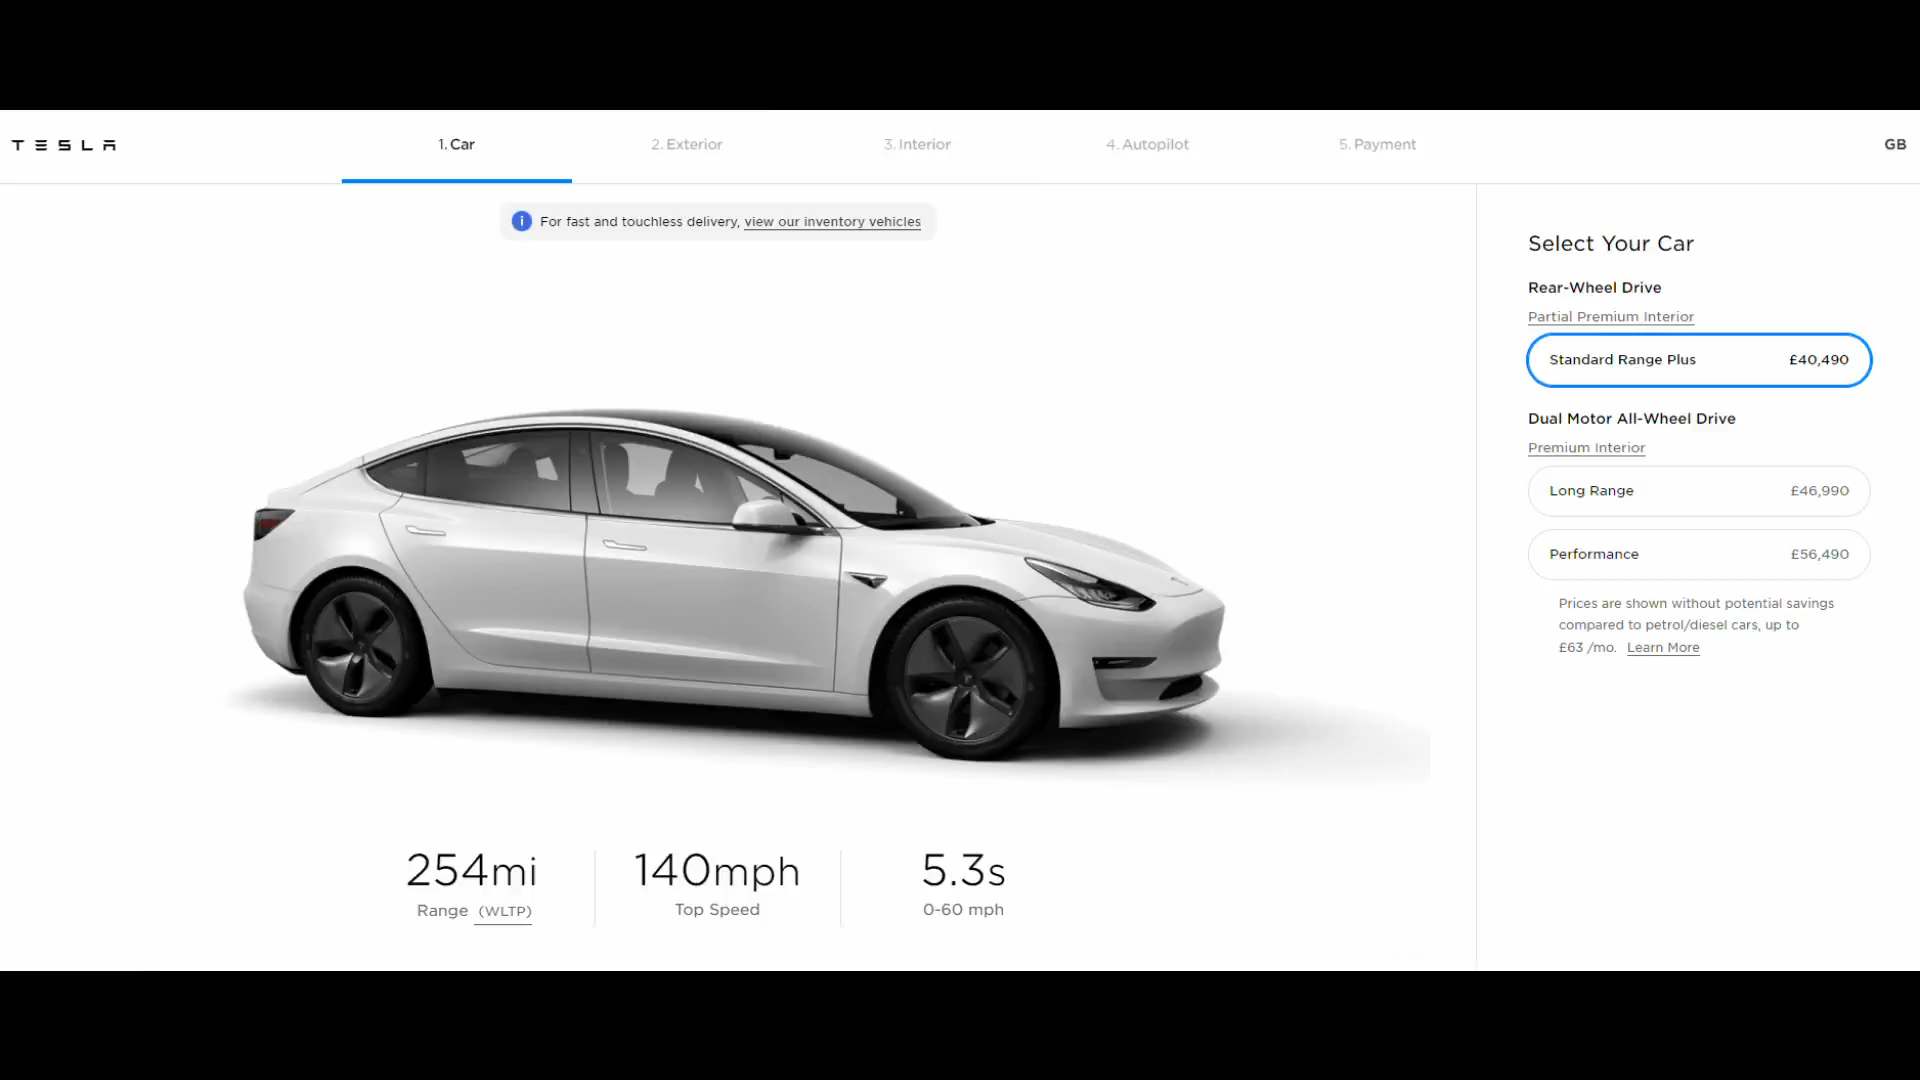 TESLA
1. Car
2. Exterior
3. Interior
4. Autopilot
5. Payment
GB
i For fast and touchless delivery, view our inventory vehicles
Select Your Car
Rear-Wheel Drive
Partial Premium Interior
Standard Range Plus £40,490
Dual Motor All-Wheel Drive
Premium Interior
Long Range £46,990
Performance £56,490
Prices are shown without potential savings
compared to petrol/diesel cars, up to
£63 /mo. Learn More
254mi
Range (WLTP)
140mph
Top Speed
5.3s
0-60 mph